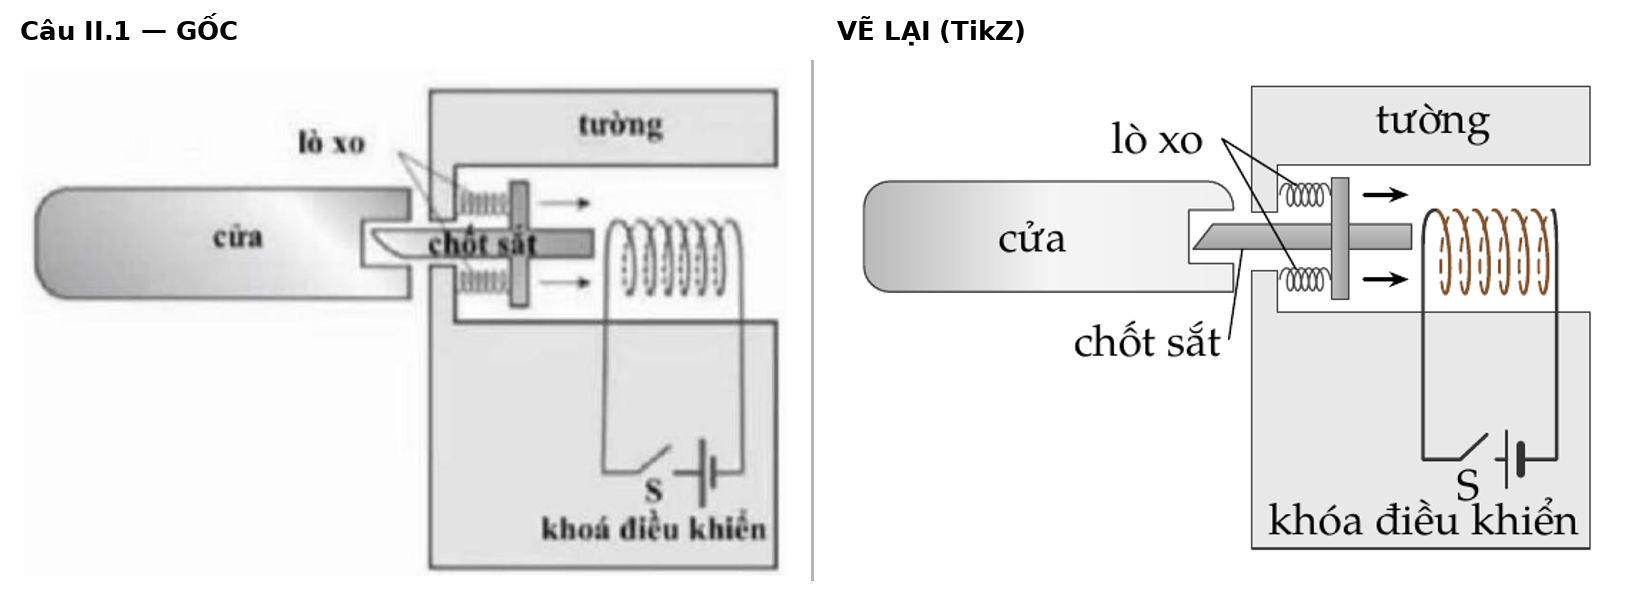 Câu II.1 — GỐC
tường
lò xo
cửa
chốt sắt
S
khoá điều khiển
VẼ LẠI (TikZ)
tường
lò xo
cửa
chốt sắt
S
khóa điều khiển